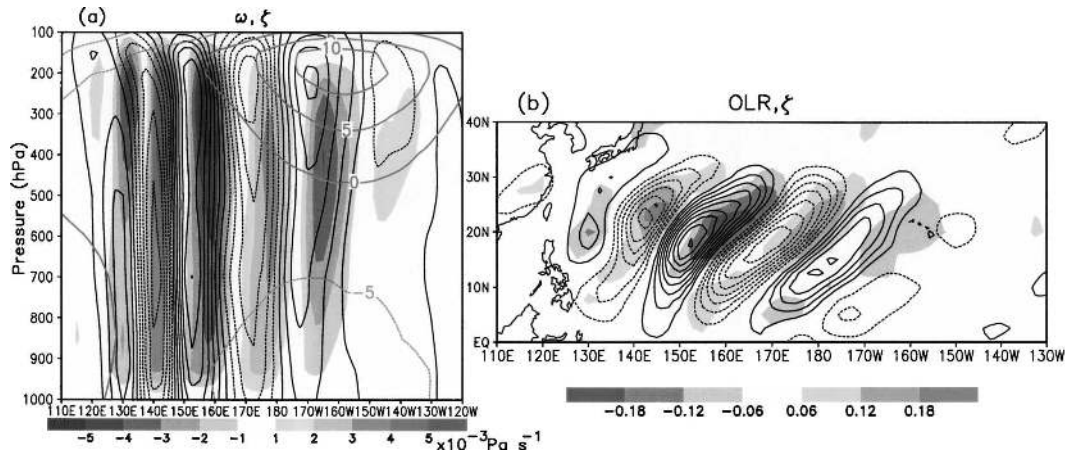 (a)
ω, ζ
100
200
300
400
500
600
700
800
900
1000
Pressure (hPa)
10
5
0
5
110E 120E 130E 140E 150E 160E 170E 180 170W 160W 150W 140W 130W 120W
-5 -4 -3 -2 -1 1 2 3 4 5 ×10⁻³Pa s⁻¹
(b)
OLR, ζ
40N
30N
20N
10N
EQ
110E 120E 130E 140E 150E 160E 170E 180 170W 160W 150W 140W 130W
-0.18 -0.12 -0.06 0.06 0.12 0.18